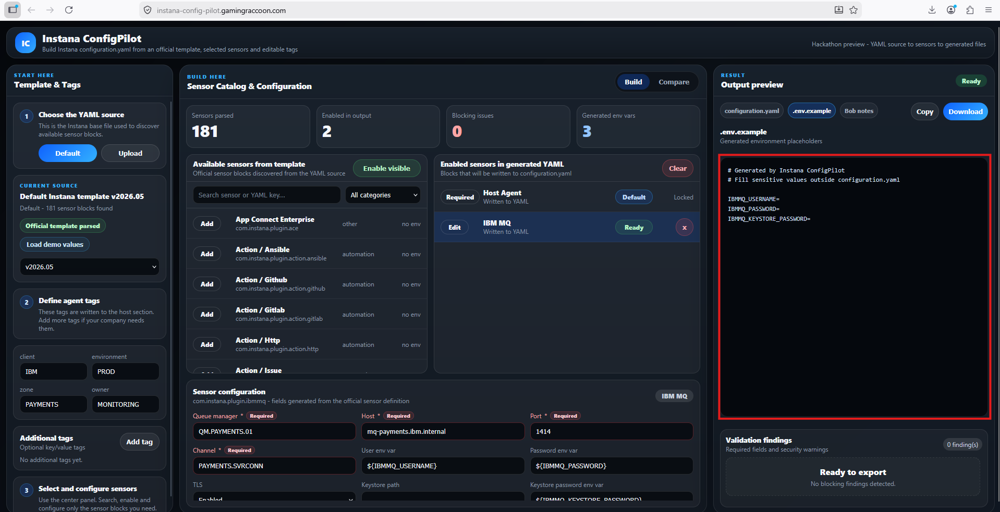 instana-config-pilot.gamingraccoon.com
IC
Instana ConfigPilot
Build Instana configuration.yaml from an official template, selected sensors and editable tags
Hackathon preview - YAML source to sensors to generated files
START HERE
Template & Tags
1
Choose the YAML source
This is the Instana base file used to discover
available sensor blocks.
Default
Upload
CURRENT SOURCE
Default Instana template v2026.05
Default - 181 sensor blocks found
Official template parsed
Load demo values
v2026.05
2
Define agent tags
These tags are written to the host section.
Add more tags if your company needs
them.
client
environment
IBM
PROD
zone
owner
PAYMENTS
MONITORING
Additional tags
Optional key/value tags
Add tag
No additional tags yet.
3
Select and configure sensors
Use the center panel. Search, enable and
configure only the sensor blocks you need.
BUILD HERE
Sensor Catalog & Configuration
Build
Compare
Sensors parsed
181
Enabled in output
2
Blocking issues
0
Generated env vars
3
Available sensors from template
Official sensor blocks discovered from the YAML source
Enable visible
Search sensor or YAML key...
All categories
Add
App Connect Enterprise
com.instana.plugin.ace
other
no env
Add
Action / Ansible
com.instana.plugin.action.ansible
automation
no env
Add
Action / Github
com.instana.plugin.action.github
automation
no env
Add
Action / Gitlab
com.instana.plugin.action.gitlab
automation
no env
Add
Action / Http
com.instana.plugin.action.http
automation
no env
Action / Issue
Enabled sensors in generated YAML
Blocks that will be written to configuration.yaml
Clear
Required
Host Agent
Written to YAML
Default
Locked
Edit
IBM MQ
Written to YAML
Ready
x
Sensor configuration
com.instana.plugin.ibmmq - fields generated from the official sensor definition
IBM MQ
Queue manager * Required
Host * Required
Port * Required
QM.PAYMENTS.01
mq-payments.ibm.internal
1414
Channel * Required
User env var
Password env var
PAYMENTS.SVRCONN
${IBMMQ_USERNAME}
${IBMMQ_PASSWORD}
TLS
Keystore path
Keystore password env var
Enabled
${IBMMQ_KEYSTORE_PASSWORD}
RESULT
Output preview
Ready
configuration.yaml
.env.example
Bob notes
Copy
Download
.env.example
Generated environment placeholders
# Generated by Instana ConfigPilot
# Fill sensitive values outside configuration.yaml
IBMMQ_USERNAME=
IBMMQ_PASSWORD=
IBMMQ_KEYSTORE_PASSWORD=
Validation findings
Required fields and security warnings
0 finding(s)
Ready to export
No blocking findings detected.